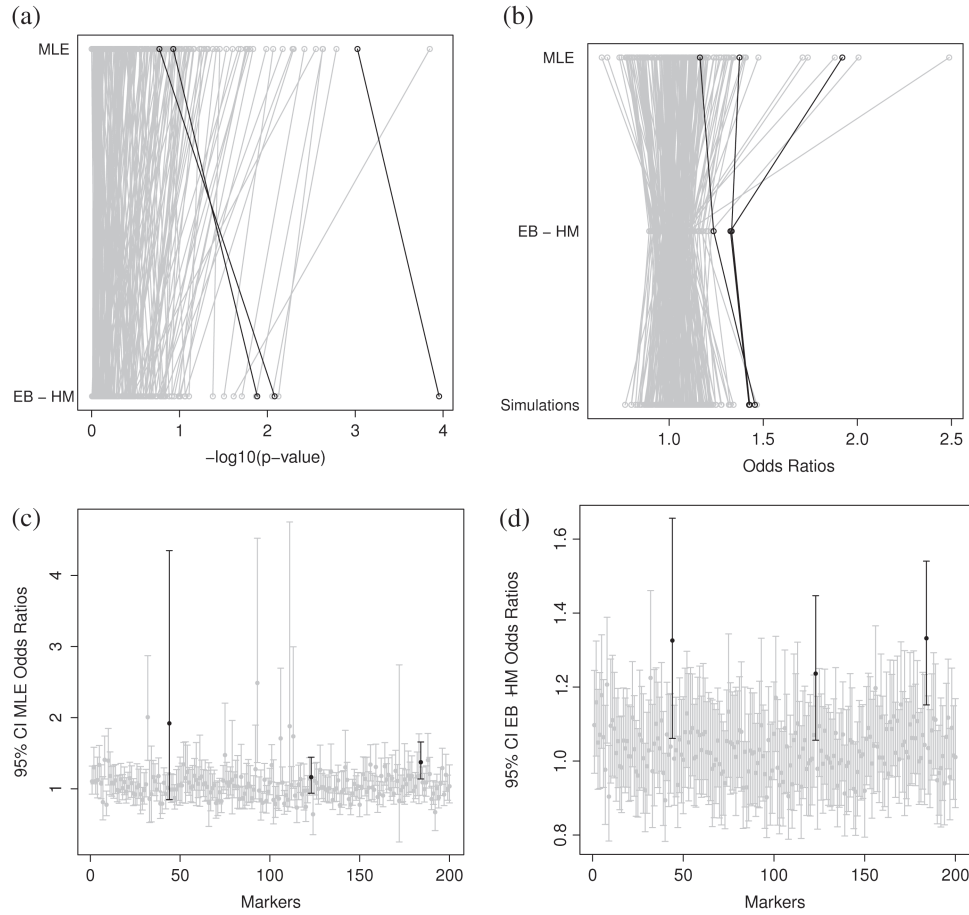 (a)
MLE
EB − HM
0 1 2 3 4
−log10(p−value)
(b)
MLE
EB − HM
Simulations
1.0 1.5 2.0 2.5
Odds Ratios
(c)
95% CI MLE Odds Ratios
1 2 3 4
0 50 100 150 200
Markers
(d)
95% CI EB HM Odds Ratios
0.8 1.0 1.2 1.4 1.6
0 50 100 150 200
Markers